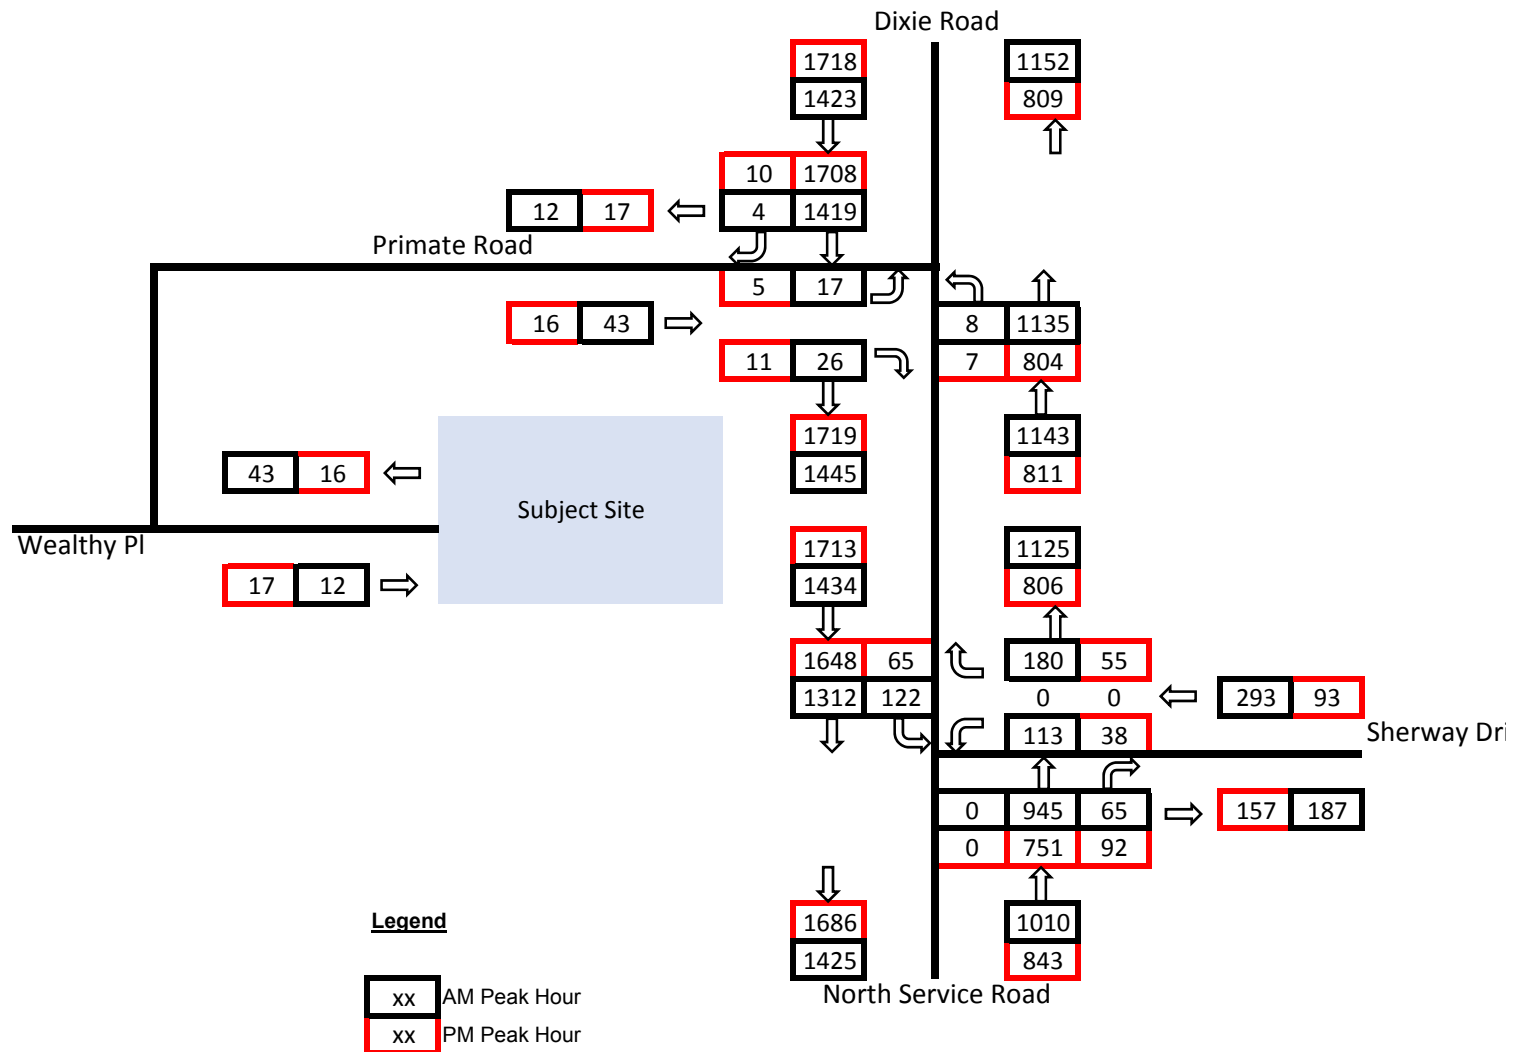 Dixie Road
1718 1152
1423 809
10 1708
12 17 4 1419
Primate Road
5 17
16 43 8 1135
11 26 7 804
1719 1143
1445 811
43 16
Subject Site
Wealthy Pl
1713 1125
1434 806
17 12
1648 65 180 55
1312 122 0 0 293 93
113 38 Sherway Dri
0 945 65 157 187
0 751 92
Legend
1686 1010
1425 843
North Service Road
xx AM Peak Hour
xx PM Peak Hour